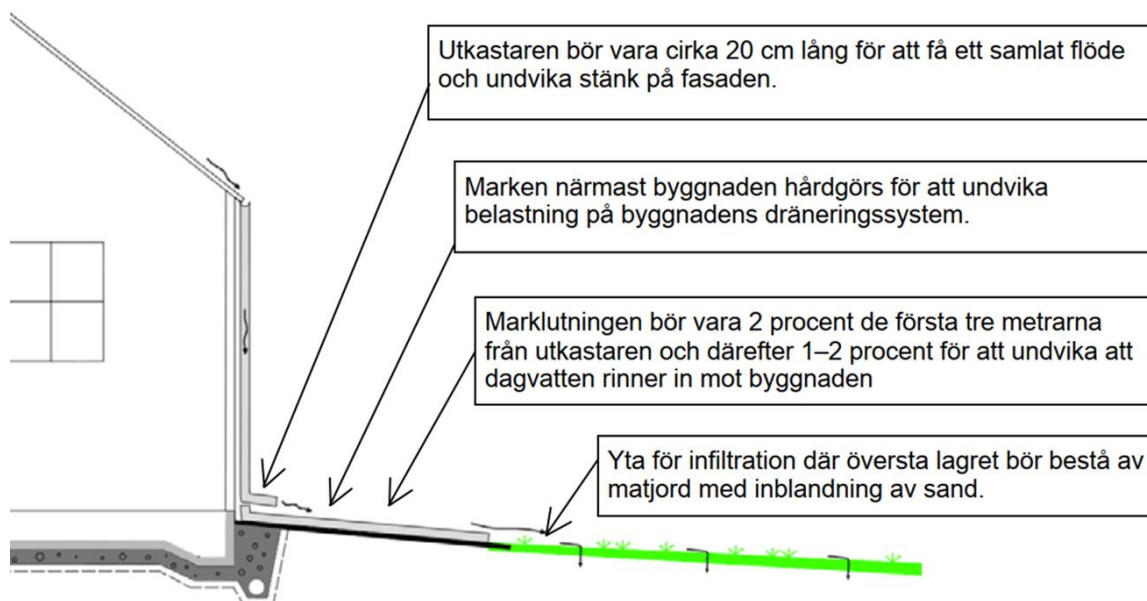 Utkastaren bör vara cirka 20 cm lång för att få ett samlat flöde
och undvika stänk på fasaden.
Marken närmast byggnaden hårdgörs för att undvika
belastning på byggnadens dräneringssystem.
Marklutningen bör vara 2 procent de första tre metrarna
från utkastaren och därefter 1–2 procent för att undvika att
dagvatten rinner in mot byggnaden
Yta för infiltration där översta lagret bör bestå av
matjord med inblandning av sand.